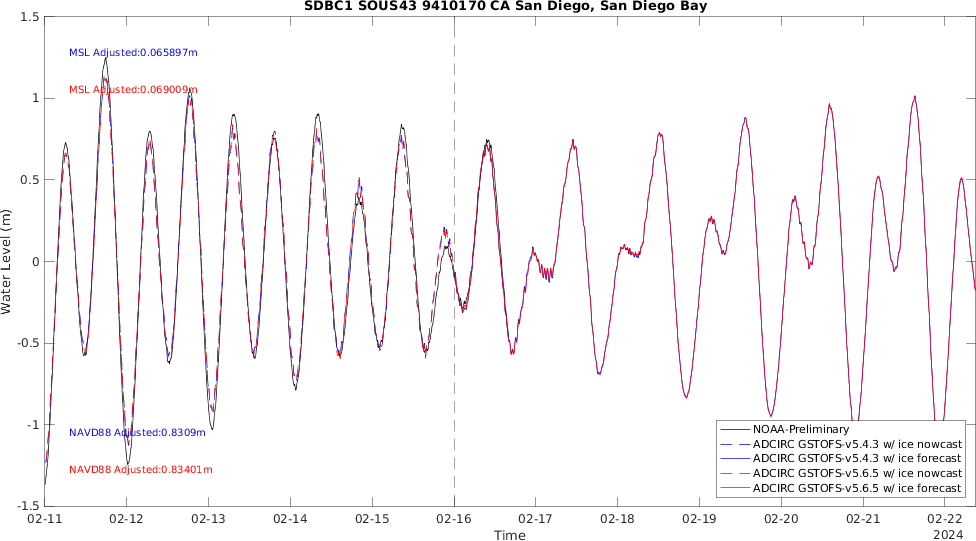 SDBC1 SOUS43 9410170 CA San Diego, San Diego Bay
1.5
1
0.5
0
-0.5
-1
-1.5
Water Level (m)
MSL Adjusted:0.065897m
MSL Adjusted:0.069009m
NAVD88 Adjusted:0.8309m
NAVD88 Adjusted:0.83401m
NOAA-Preliminary
ADCIRC GSTOFS-v5.4.3 w/ ice nowcast
ADCIRC GSTOFS-v5.4.3 w/ ice forecast
ADCIRC GSTOFS-v5.6.5 w/ ice nowcast
ADCIRC GSTOFS-v5.6.5 w/ ice forecast
02-11 02-12 02-13 02-14 02-15 02-16 02-17 02-18 02-19 02-20 02-21 02-22
Time
2024